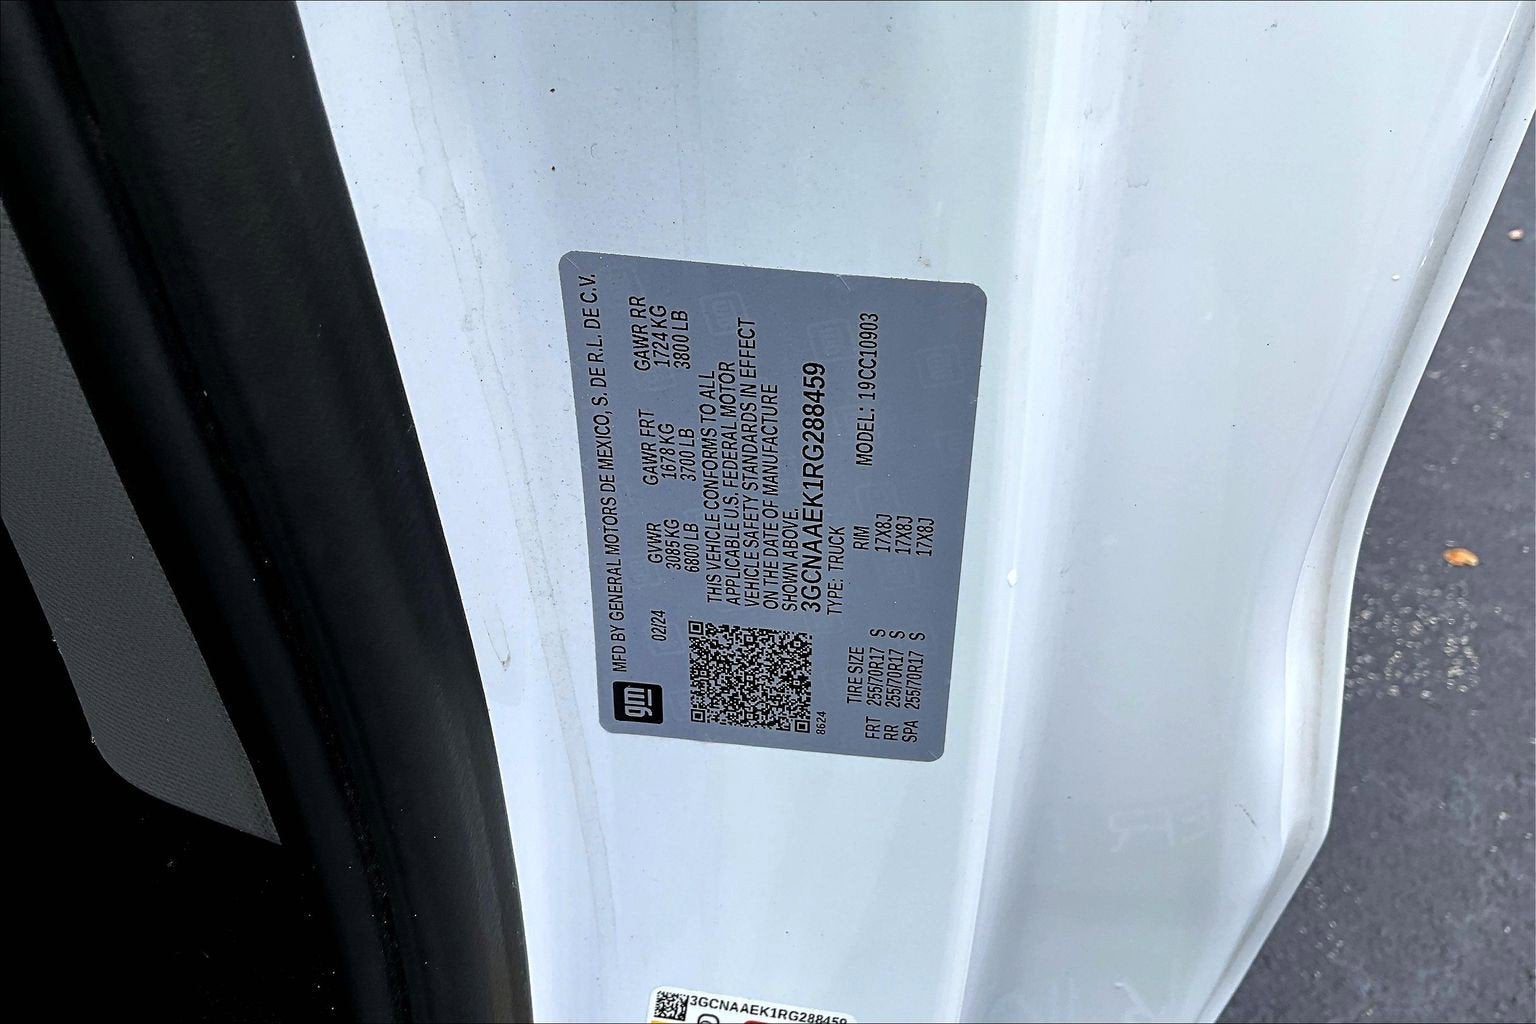 gm MFD BY GENERAL MOTORS DE MEXICO, S. DE R.L. DE C.V.
02/24 GVWR GAWR FRT GAWR RR
3085 KG 1678 KG 1724 KG
6800 LB 3700 LB 3800 LB
THIS VEHICLE CONFORMS TO ALL
APPLICABLE U.S. FEDERAL MOTOR
VEHICLE SAFETY STANDARDS IN EFFECT
ON THE DATE OF MANUFACTURE
SHOWN ABOVE.
3GCNAAEK1RG288459
8624 TYPE: TRUCK
TIRE SIZE RIM MODEL: 19CC10903
FRT 255/70R17 S 17X8J
RR 255/70R17 S 17X8J
SPA 255/70R17 S 17X8J
3GCNAAEK1RG288459